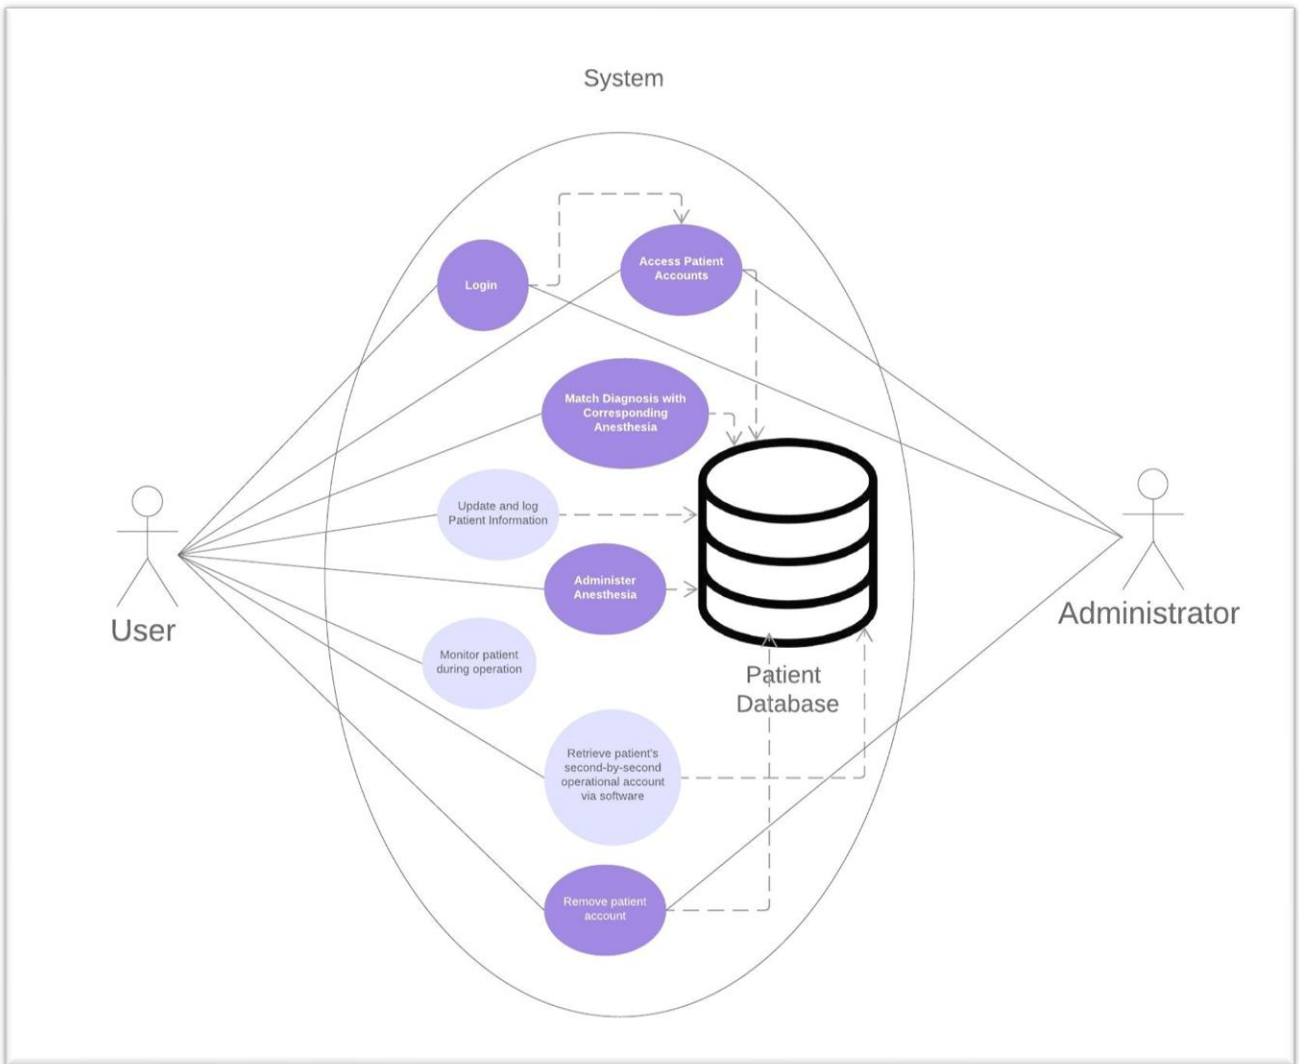 System
Login
Access Patient
Accounts
Match Diagnosis with
Corresponding
Anesthesia
Update and log
Patient Information
Administer
Anesthesia
User
Administrator
Monitor patient
during operation
Patient
Database
Retrieve patient's
second-by-second
operational account
via software
Remove patient
account